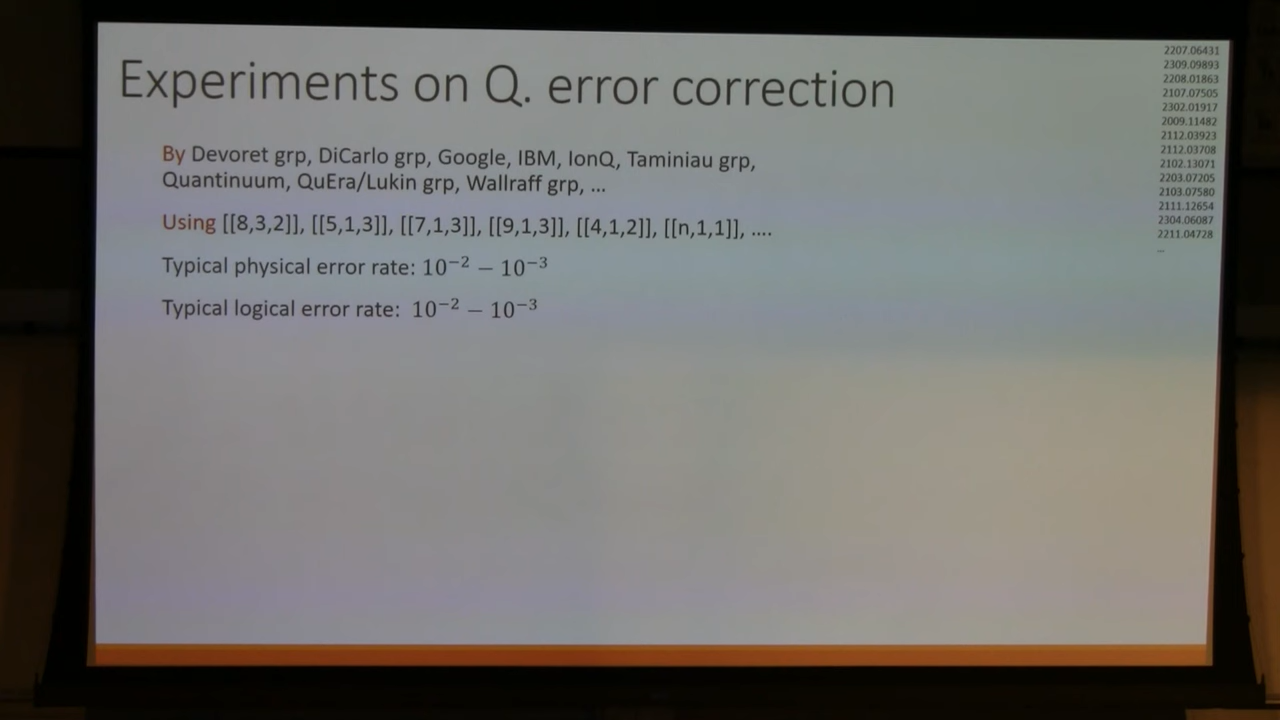 Experiments on Q. error correction
By Devoret grp, DiCarlo grp, Google, IBM, IonQ, Taminiau grp,
Quantinuum, QuEra/Lukin grp, Wallraff grp, ...
Using [[8,3,2]], [[5,1,3]], [[7,1,3]], [[9,1,3]], [[4,1,2]], [[n,1,1]], ....
Typical physical error rate: 10⁻² – 10⁻³
Typical logical error rate: 10⁻² – 10⁻³
2207.06431
2309.09893
2208.01863
2107.07505
2302.01917
2009.11482
2112.03923
2112.03708
2102.13071
2203.07205
2103.07580
2111.12654
2304.06087
2211.04728
...